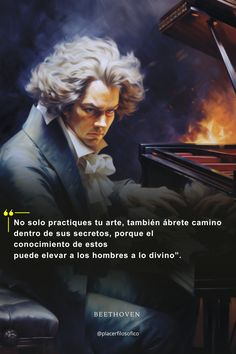 “
No solo practiques tu arte, también ábrete camino
dentro de sus secretos, porque el
conocimiento de estos
puede elevar a los hombres a lo divino”.
BEETHOVEN
@placerfilosofico